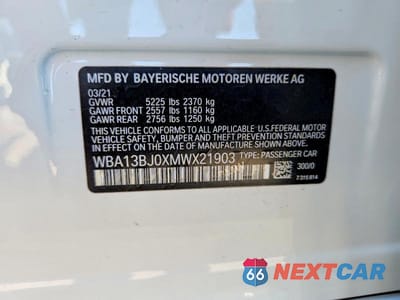 MFD BY BAYERISCHE MOTOREN WERKE AG
03/21
GVWR 5225 lbs 2370 kg
GAWR FRONT 2557 lbs 1160 kg
GAWR REAR 2756 lbs 1250 kg
THIS VEHICLE CONFORMS TO ALL APPLICABLE
U.S. FEDERAL MOTOR VEHICLE SAFETY, BUMPER,
AND THEFT PREVENTION STANDARDS IN EFFECT
ON THE DATE OF MANUFACTURE SHOWN ABOVE.
WBA13BJ0XMWX21903 TYPE: PASSENGER CAR
300/0
7 315 814
66 NEXTCAR